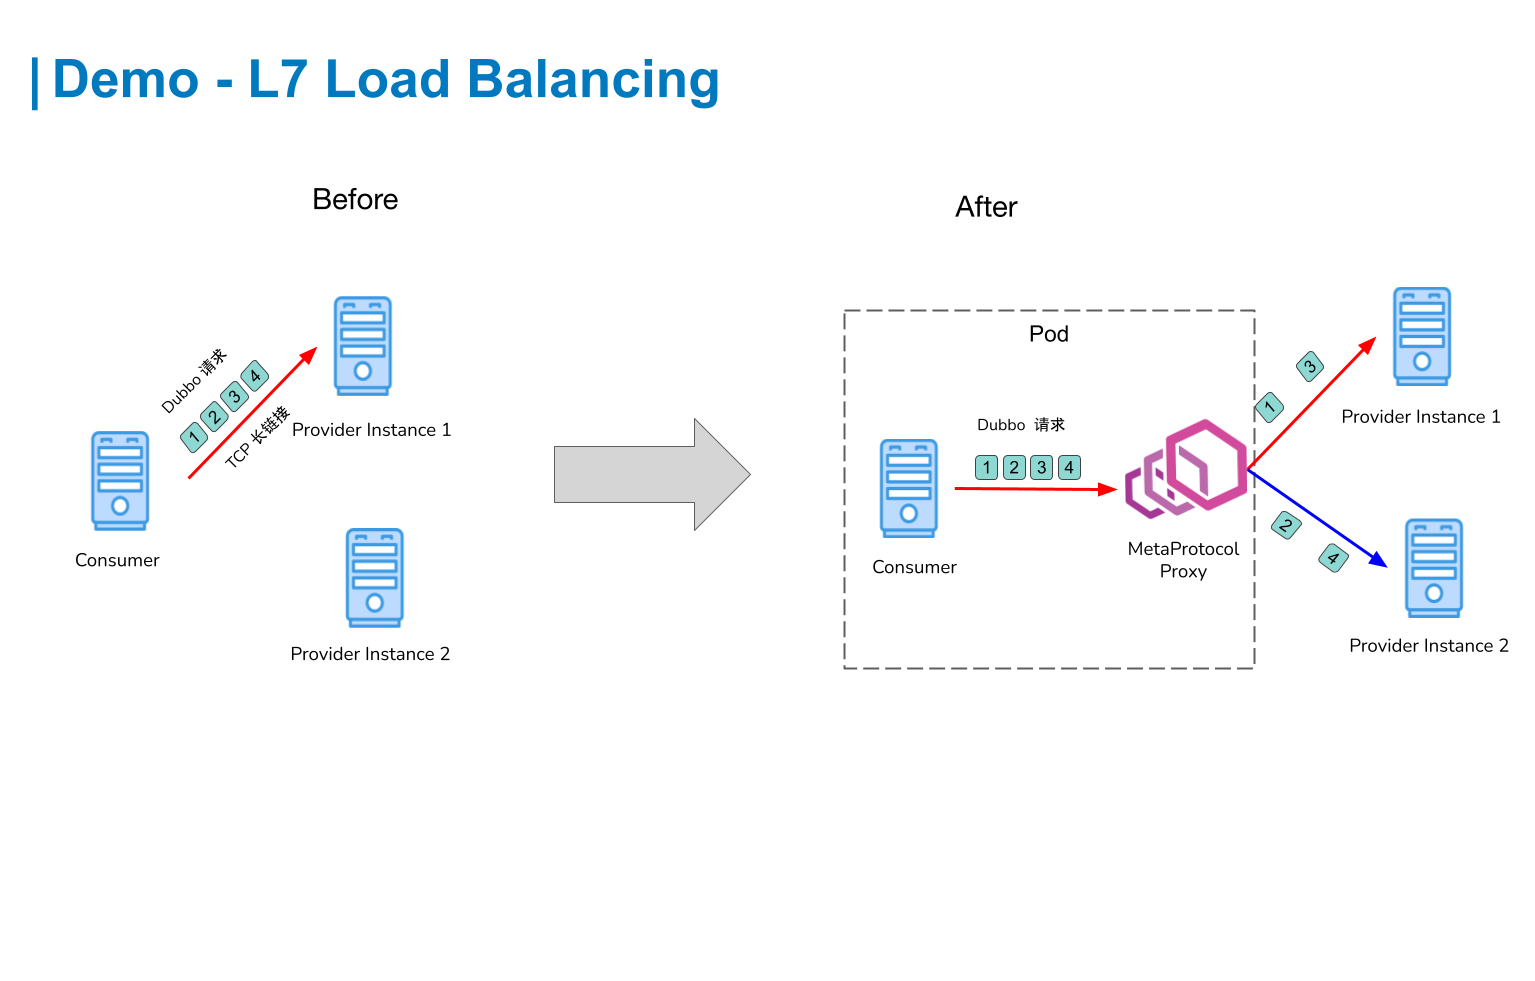 Demo - L7 Load Balancing
Before
Dubbo 请求
1 2 3 4
TCP 长链接
Provider Instance 1
Consumer
Provider Instance 2
After
Pod
Dubbo 请求
1 2 3 4
Consumer
MetaProtocol
Proxy
1 3
Provider Instance 1
2 4
Provider Instance 2